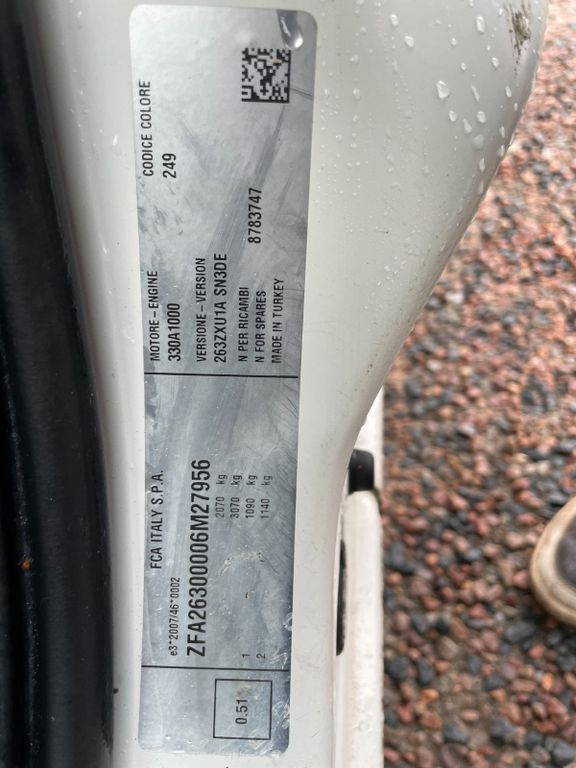 FCA ITALY S.P.A.
e3*2007/46*0002
ZFA26300006M27956
2070 kg
3070 kg
1 1090 kg
2 1140 kg
0.51
MOTORE-ENGINE CODICE COLORE
330A1000 249
VERSIONE-VERSION
263ZXU1A SN3DE
N PER RICAMBI
N FOR SPARES 8783747
MADE IN TURKEY